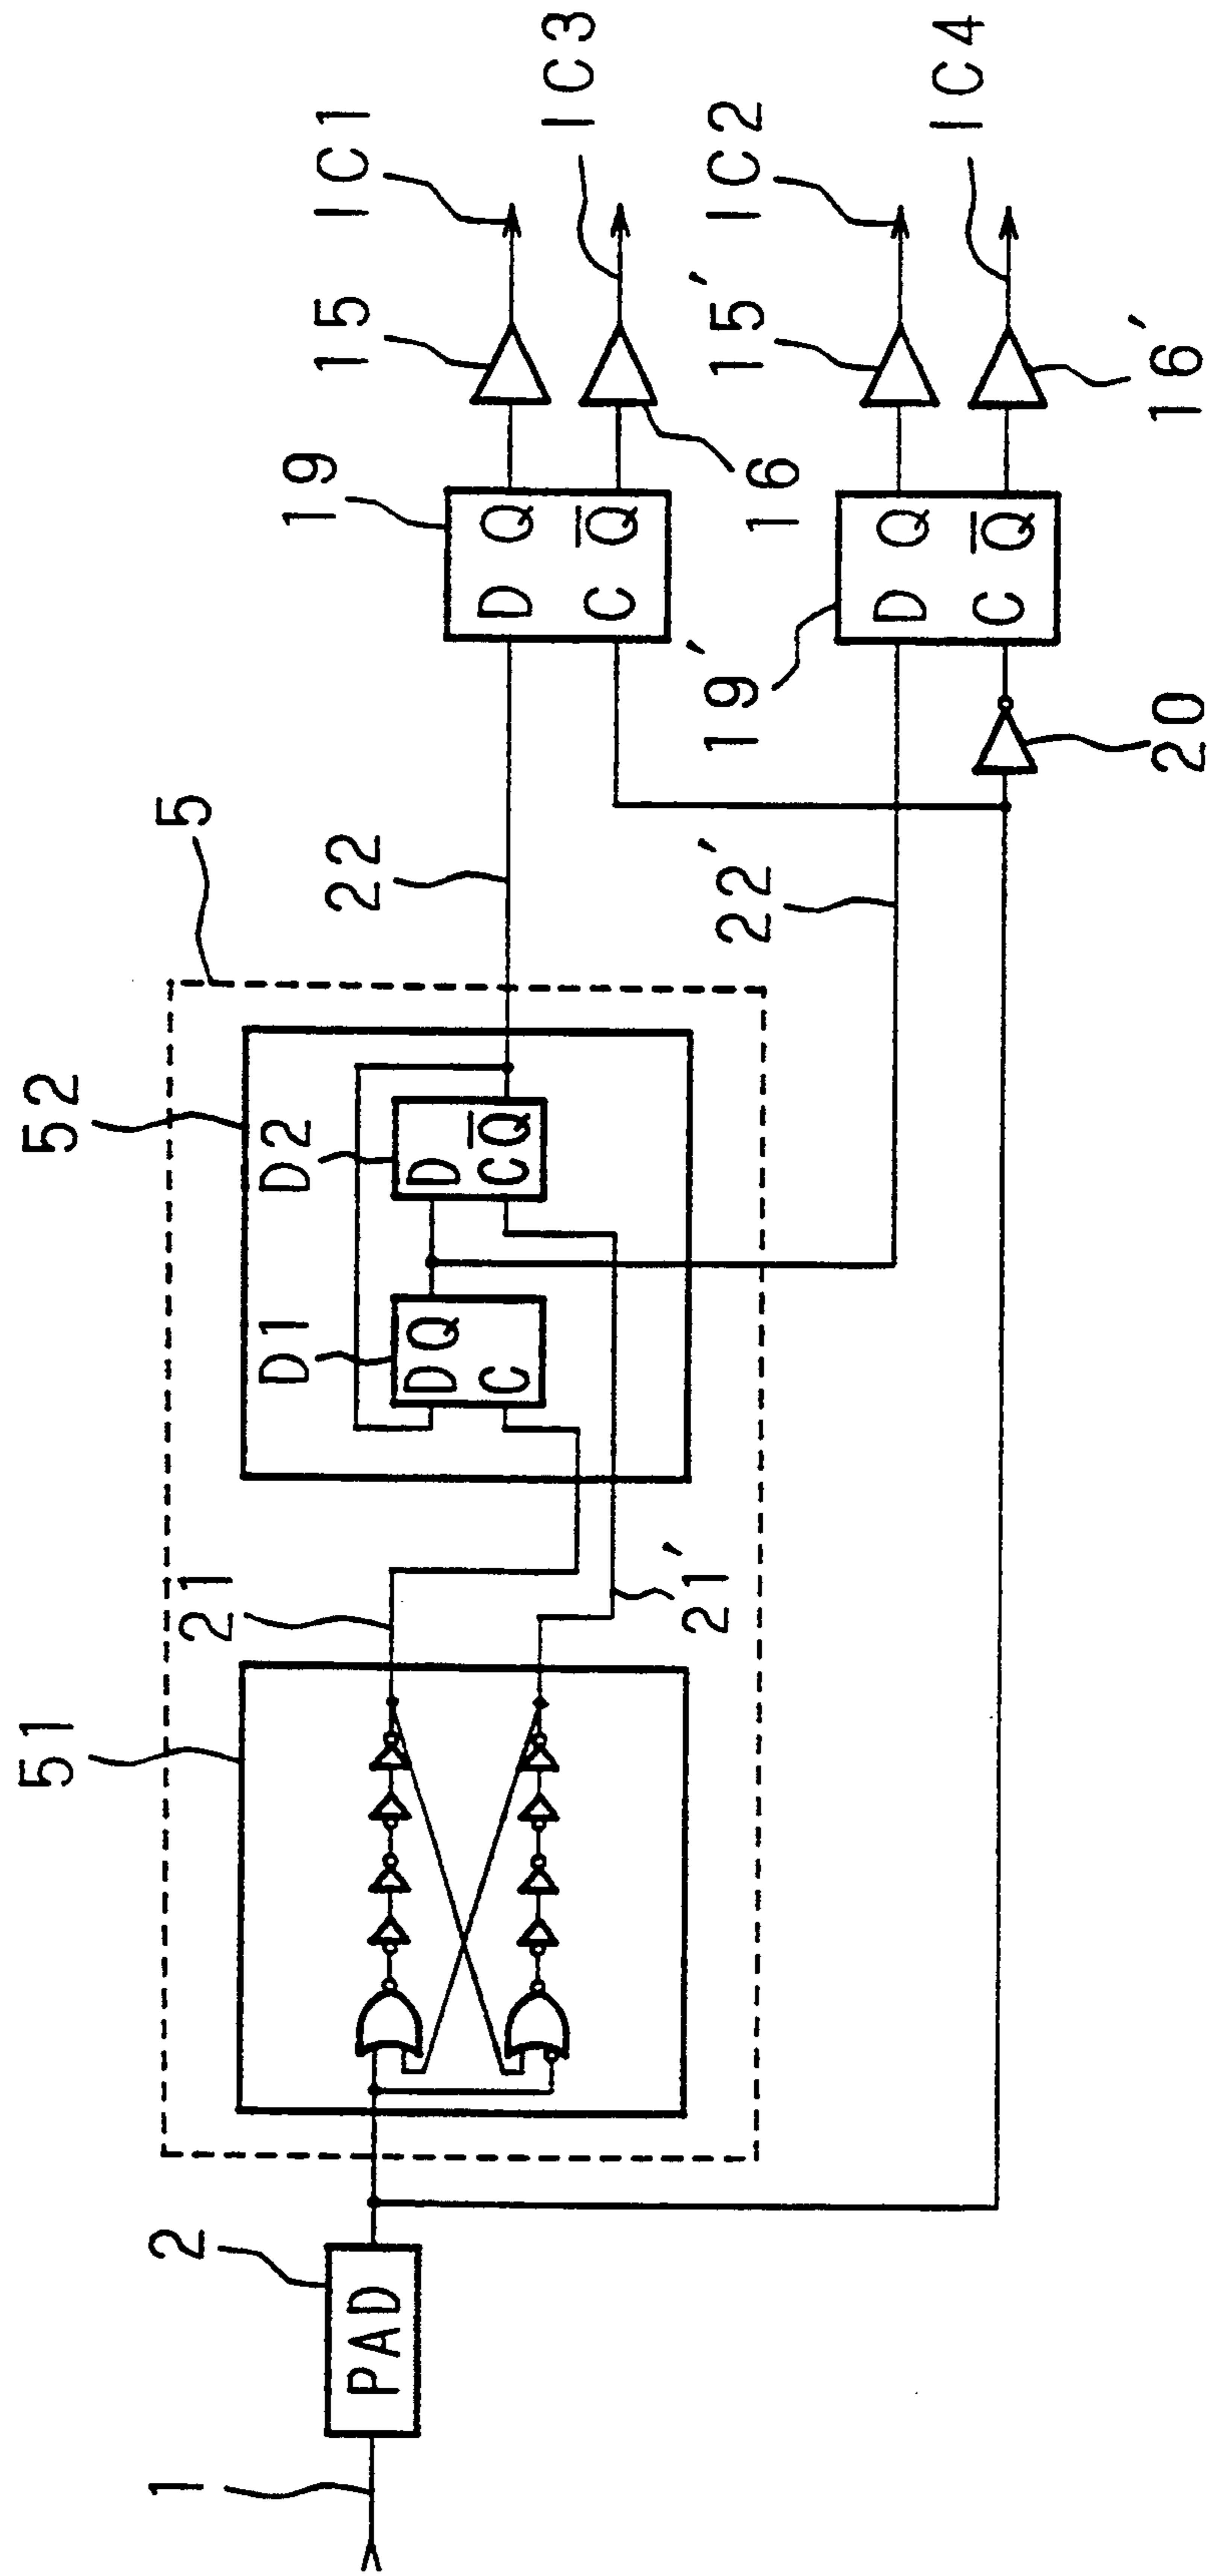 1
2
PAD
5
51
21
21'
52
D1
D Q
C
D2
D
C Q̅
22
22'
19
D Q
C Q̅
19'
D Q
C Q̅
20
15
16
15'
16'
IC1
IC3
IC2
IC4